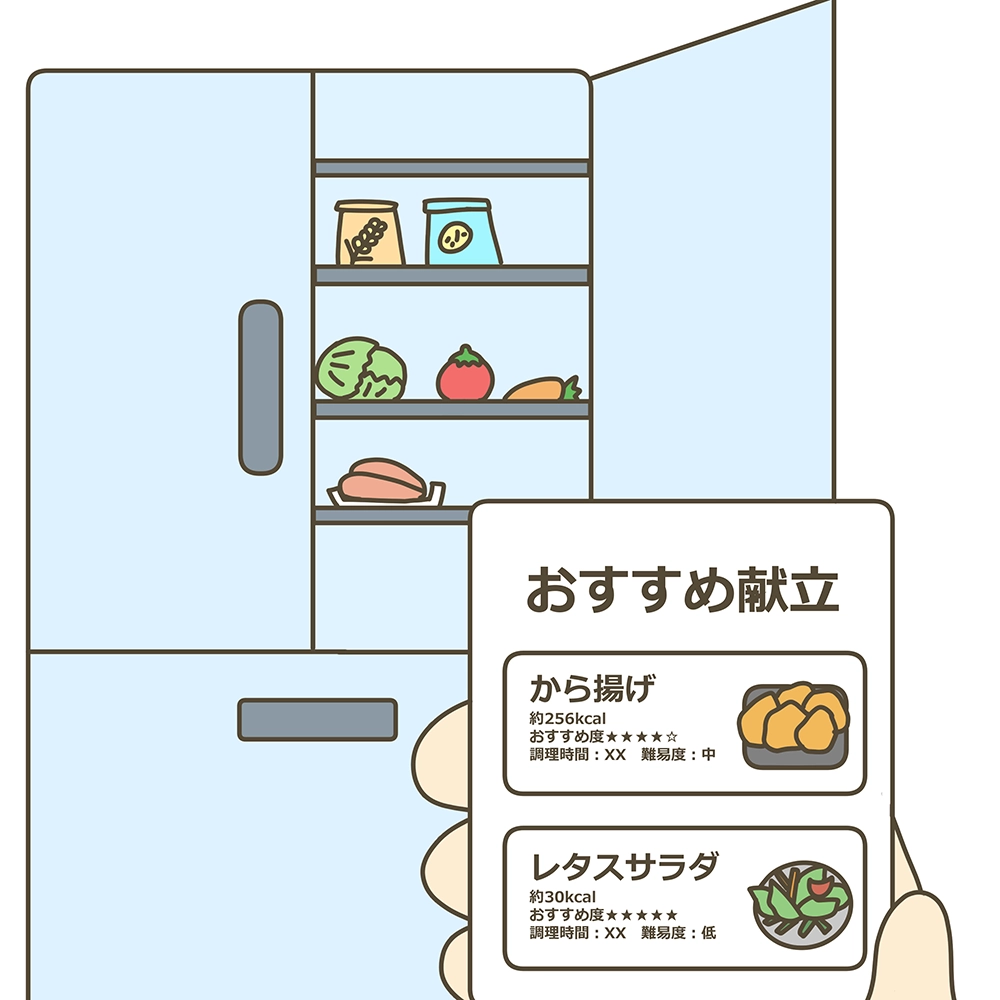 おすすめ献立
から揚げ
約256kcal
おすすめ度★★★★☆
調理時間：XX　難易度：中
レタスサラダ
約30kcal
おすすめ度★★★★★
調理時間：XX　難易度：低